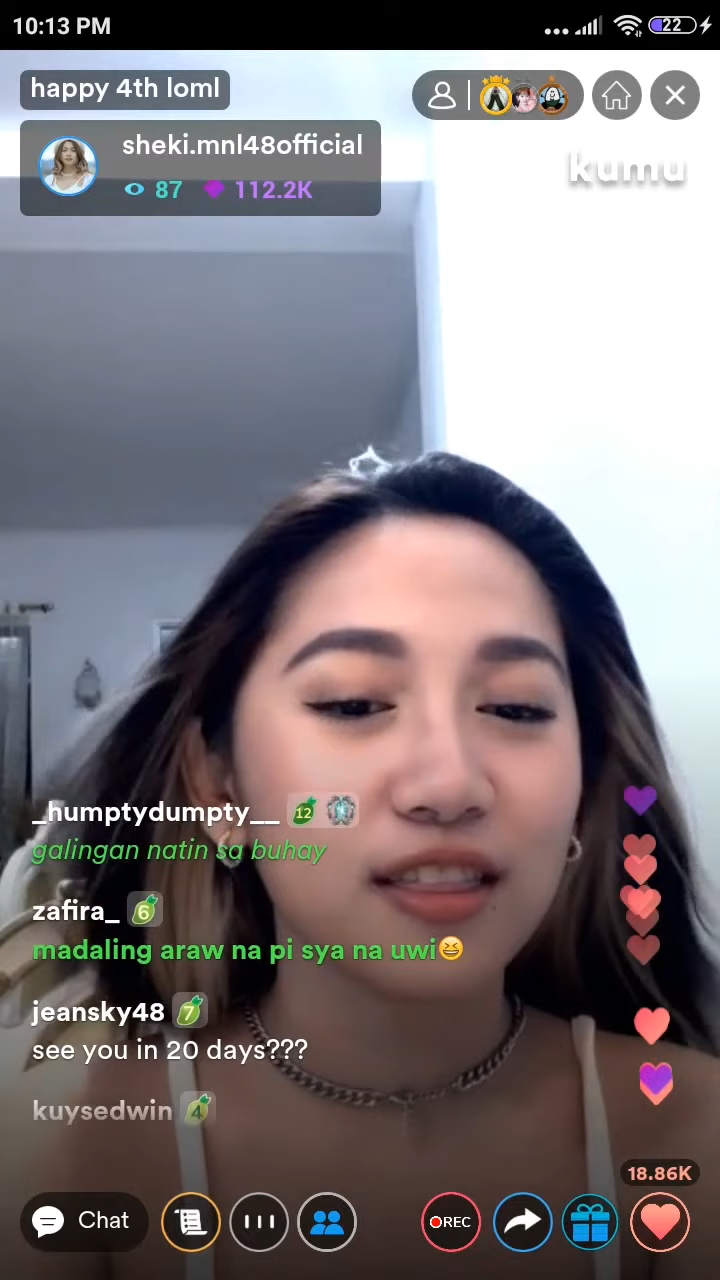 10:13 PM
22
happy 4th loml
sheki.mnl48official
87 112.2K
kumu
_humptydumpty__ 12
galingan natin sa buhay
zafira_ 6
madaling araw na pi sya na uwi😆
jeansky48 7
see you in 20 days???
kuysedwin 4
18.86K
Chat
REC